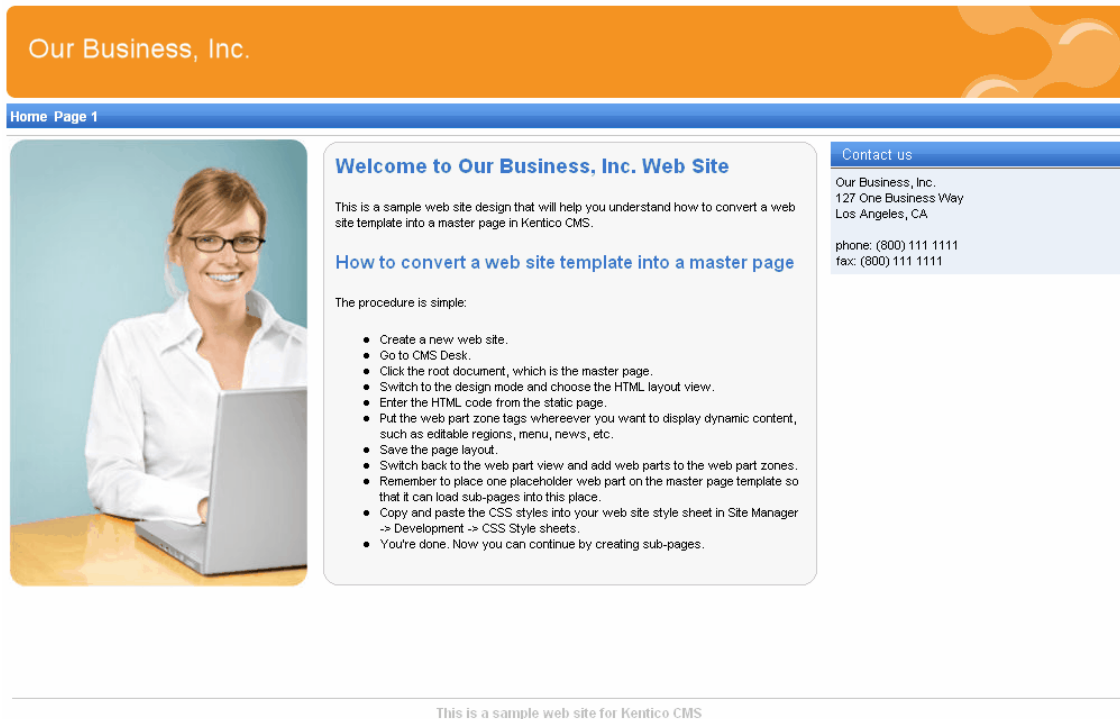 Our Business, Inc.
Home Page 1
Welcome to Our Business, Inc. Web Site
This is a sample web site design that will help you understand how to convert a web
site template into a master page in Kentico CMS.
How to convert a web site template into a master page
The procedure is simple:
● Create a new web site.
● Go to CMS Desk.
● Click the root document, which is the master page.
● Switch to the design mode and choose the HTML layout view.
● Enter the HTML code from the static page.
● Put the web part zone tags whereever you want to display dynamic content,
such as editable regions, menu, news, etc.
● Save the page layout.
● Switch back to the web part view and add web parts to the web part zones.
● Remember to place one placeholder web part on the master page template so
that it can load sub-pages into this place.
● Copy and paste the CSS styles into your web site style sheet in Site Manager
-> Development -> CSS Style sheets.
● You're done. Now you can continue by creating sub-pages.
Contact us
Our Business, Inc.
127 One Business Way
Los Angeles, CA
phone: (800) 111 1111
fax: (800) 111 1111
This is a sample web site for Kentico CMS